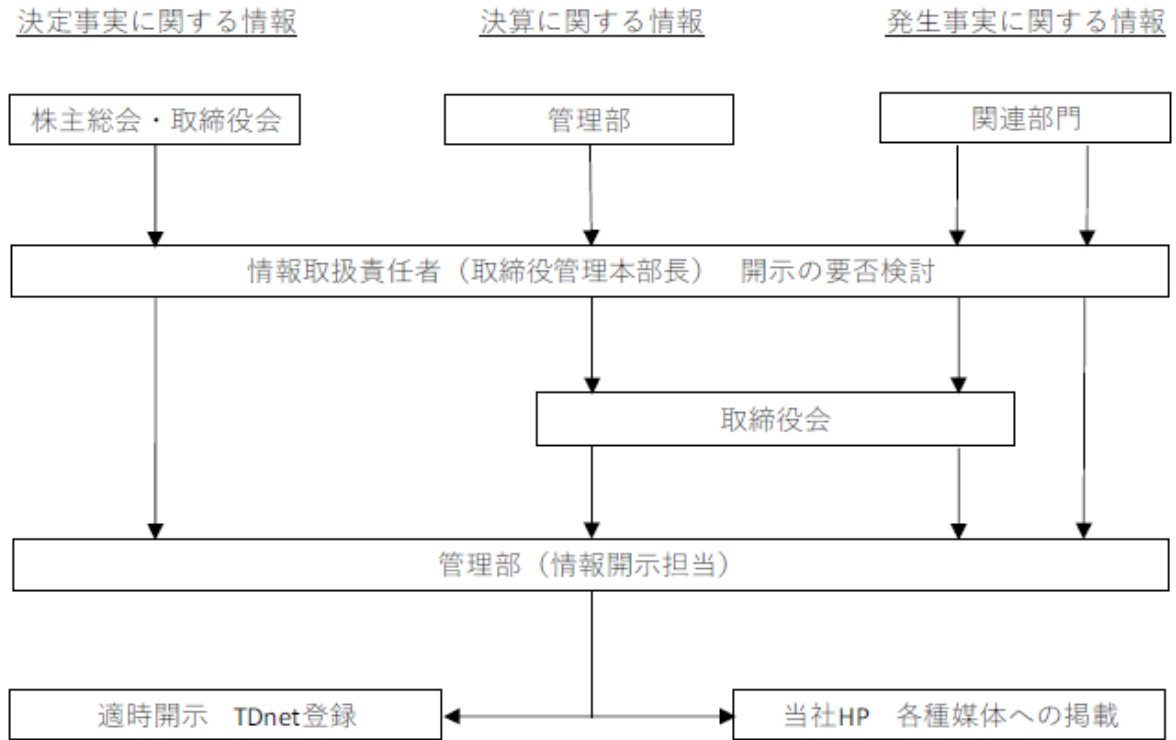 決定事実に関する情報
決算に関する情報
発生事実に関する情報
株主総会・取締役会
管理部
関連部門
情報取扱責任者（取締役管理本部長）　開示の要否検討
取締役会
管理部（情報開示担当）
適時開示　TDnet登録
当社HP　各種媒体への掲載